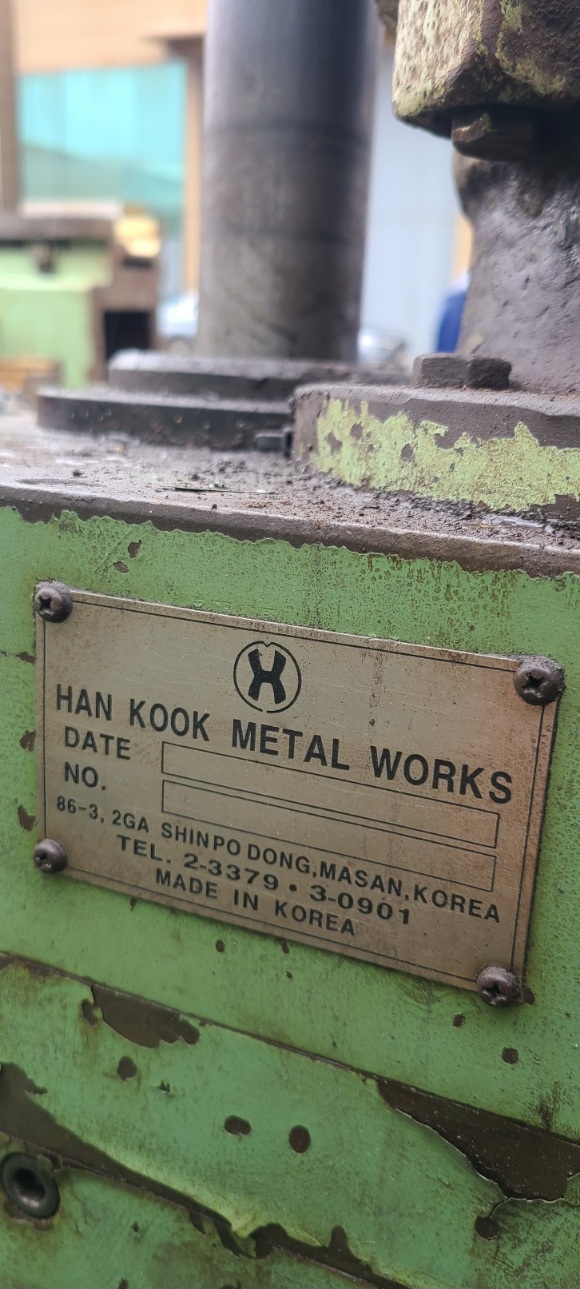 HAN KOOK METAL WORKS
DATE
NO.
86-3, 2GA SHINPO DONG, MASAN, KOREA
TEL. 2-3379 • 3-0901
MADE IN KOREA